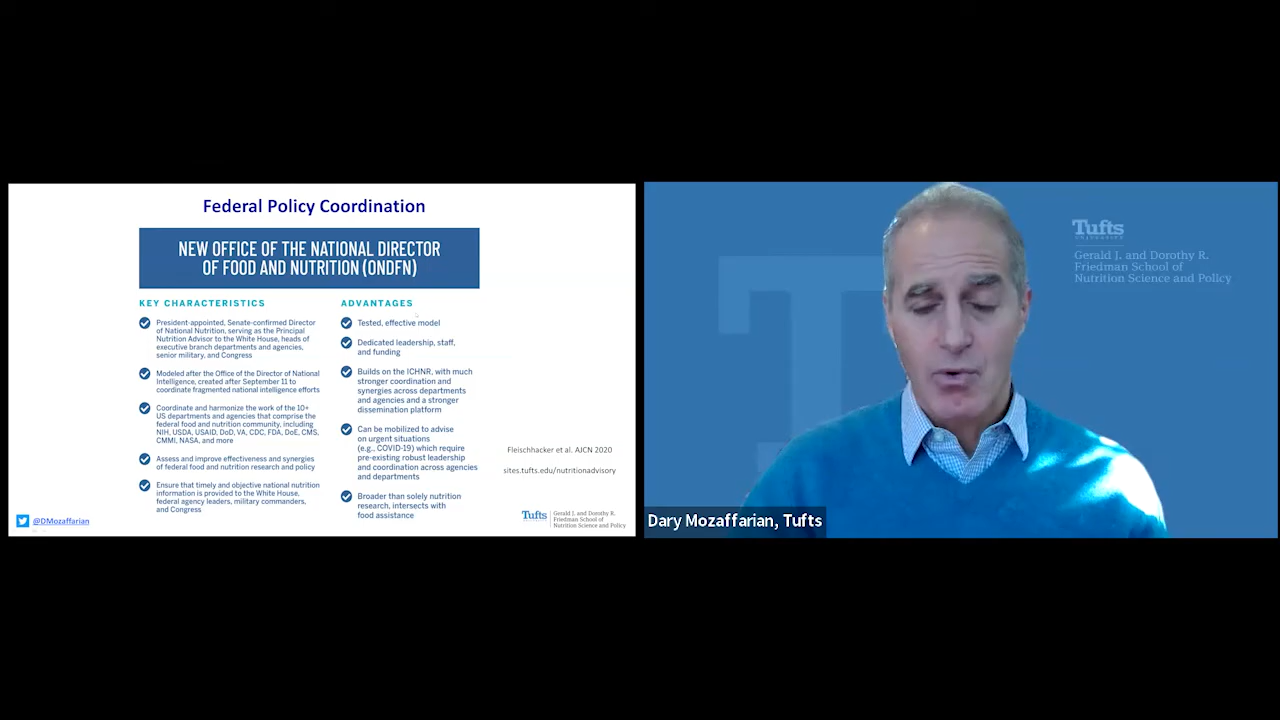 Federal Policy Coordination
NEW OFFICE OF THE NATIONAL DIRECTOR
OF FOOD AND NUTRITION (ONDFN)
KEY CHARACTERISTICS
President-appointed, Senate-confirmed Director
of National Nutrition, serving as the Principal
Nutrition Advisor to the White House, heads of
executive branch departments and agencies,
senior military, and Congress
Modeled after the Office of the Director of National
Intelligence, created after September 11 to
coordinate fragmented national intelligence efforts
Coordinate and harmonize the work of the 10+
US departments and agencies that comprise the
federal food and nutrition community, including
NIH, USDA, USAID, DoD, VA, CDC, FDA, DoE, CMS,
CMMI, NASA, and more
Assess and improve effectiveness and synergies
of federal food and nutrition research and policy
Ensure that timely and objective national nutrition
information is provided to the White House,
federal agency leaders, military commanders,
and Congress
ADVANTAGES
Tested, effective model
Dedicated leadership, staff,
and funding
Builds on the ICHNR, with much
stronger coordination and
synergies across departments
and agencies and a stronger
dissemination platform
Can be mobilized to advise
on urgent situations
(e.g., COVID-19) which require
pre-existing robust leadership
and coordination across agencies
and departments
Broader than solely nutrition
research, intersects with
food assistance
Fleischhacker et al. AJCN 2020
sites.tufts.edu/nutritionadvisory
@DMozaffarian
Tufts
Gerald J. and Dorothy R.
Friedman School of
Nutrition Science and Policy
Tufts
UNIVERSITY
Gerald J. and Dorothy R.
Friedman School of
Nutrition Science and Policy
Dary Mozaffarian, Tufts